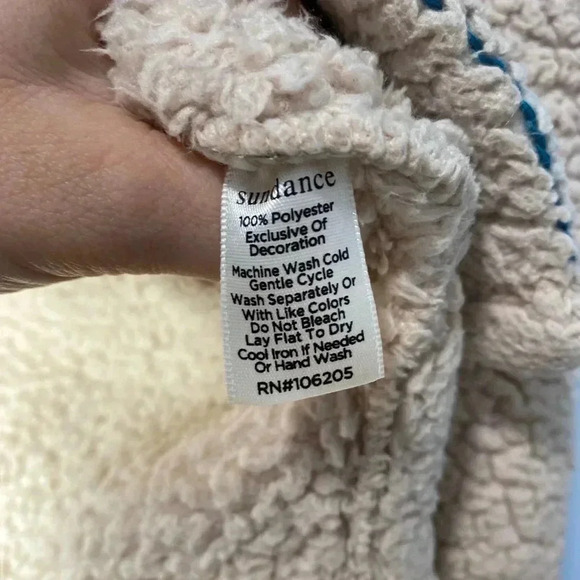 sundance
100% Polyester
Exclusive Of
Decoration
Machine Wash Cold
Gentle Cycle
Wash Separately Or
With Like Colors
Do Not Bleach
Lay Flat To Dry
Cool Iron If Needed
Or Hand Wash
RN#106205